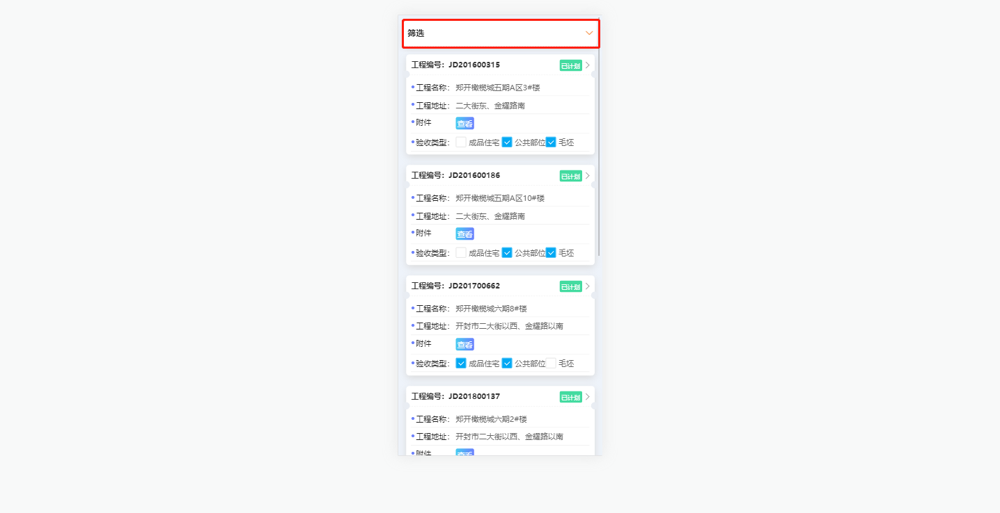 筛选
工程编号：JD201600315 已计划
工程名称： 郑开橄榄城五期A区3#楼
工程地址： 二大街东、金耀路南
附件 查看
验收类型： 成品住宅 公共部位 毛坯
工程编号：JD201600186 已计划
工程名称： 郑开橄榄城五期A区10#楼
工程地址： 二大街东、金耀路南
附件 查看
验收类型： 成品住宅 公共部位 毛坯
工程编号：JD201700662 已计划
工程名称： 郑开橄榄城六期8#楼
工程地址： 开封市二大街以西、金耀路以南
附件 查看
验收类型： 成品住宅 公共部位 毛坯
工程编号：JD201800137 已计划
工程名称： 郑开橄榄城六期2#楼
工程地址： 开封市二大街以西、金耀路以南
附件 查看